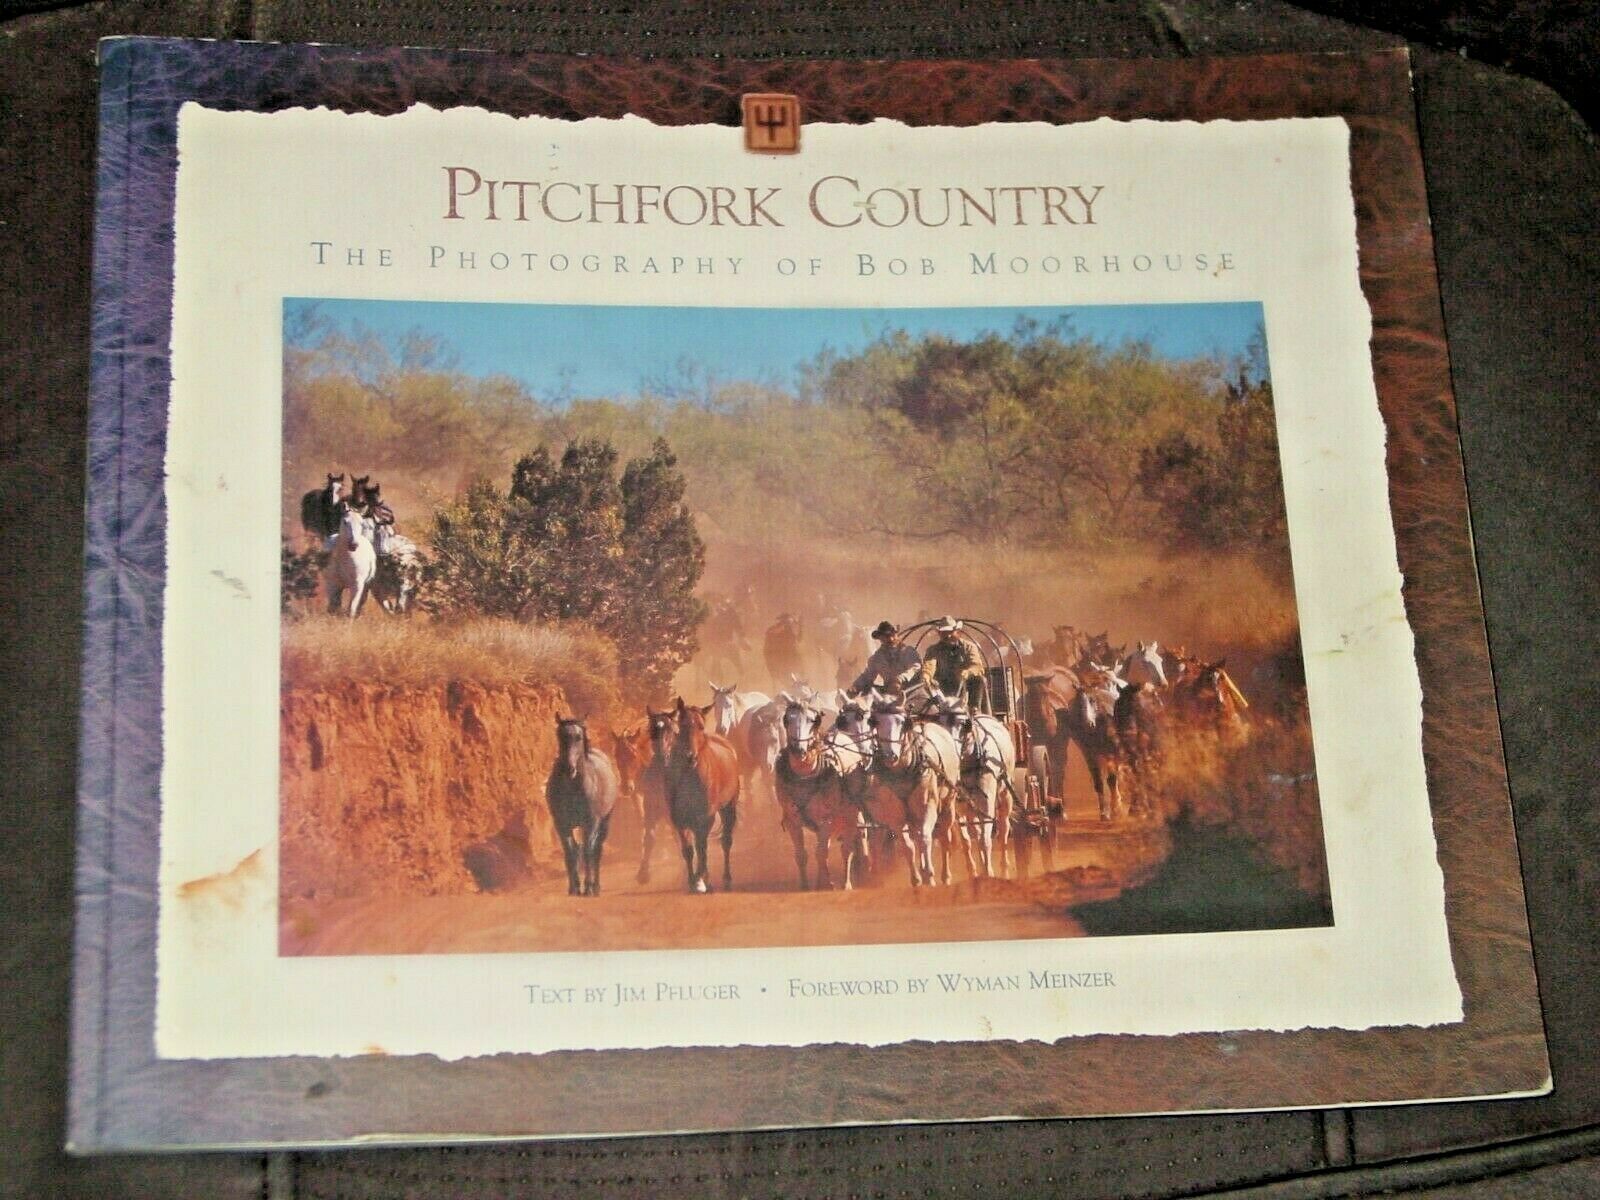 PITCHFORK COUNTRY
THE PHOTOGRAPHY OF BOB MOORHOUSE
TEXT BY JIM PFLUGER • FOREWORD BY WYMAN MEINZER